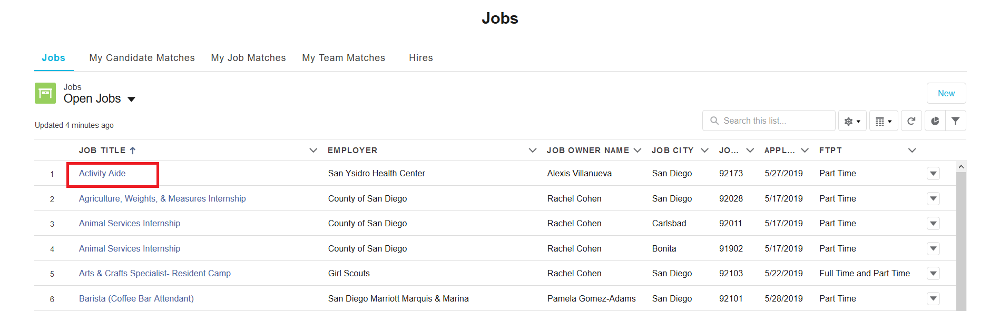 Jobs
Jobs My Candidate Matches My Job Matches My Team Matches Hires
Jobs
Open Jobs
New
Updated 4 minutes ago
Search this list...
JOB TITLE EMPLOYER JOB OWNER NAME JOB CITY JO... APPL... FTPT
1 Activity Aide San Ysidro Health Center Alexis Villanueva San Diego 92173 5/27/2019 Part Time
2 Agriculture, Weights, & Measures Internship County of San Diego Rachel Cohen San Diego 92028 5/17/2019 Part Time
3 Animal Services Internship County of San Diego Rachel Cohen Carlsbad 92011 5/17/2019 Part Time
4 Animal Services Internship County of San Diego Rachel Cohen Bonita 91902 5/17/2019 Part Time
5 Arts & Crafts Specialist- Resident Camp Girl Scouts Rachel Cohen San Diego 92103 5/22/2019 Full Time and Part Time
6 Barista (Coffee Bar Attendant) San Diego Marriott Marquis & Marina Pamela Gomez-Adams San Diego 92101 5/28/2019 Part Time